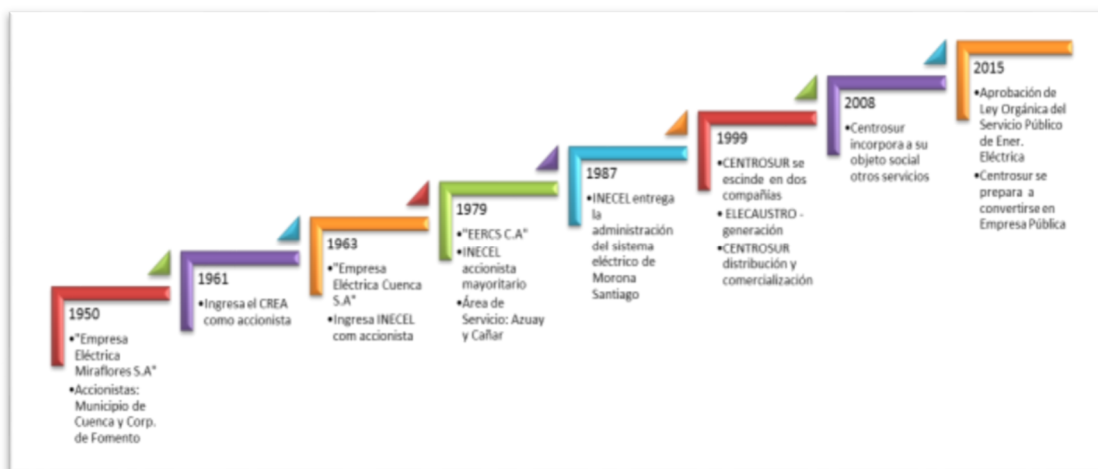 1950
•"Empresa
Eléctrica
Miraflores S.A"
•Accionistas:
Municipio de
Cuenca y Corp.
de Fomento
1961
•Ingresa el CREA
como accionista
1963
•"Empresa
Eléctrica Cuenca
S.A"
•Ingresa INECEL
com accionista
1979
•"EERCS C.A"
•INECEL
accionista
mayoritario
•Área de
Servicio: Azuay
y Cañar
1987
•INECEL entrega
la
administración
del sistema
eléctrico de
Morona
Santiago
1999
•CENTROSUR se
escinde en dos
compañías
• ELECAUSTRO -
generación
•CENTROSUR
distribución y
comercialización
2008
•Centrosur
incorpora a su
objeto social
otros servicios
2015
•Aprobación de
Ley Orgánica del
Servicio Público
de Ener.
Eléctrica
•Centrosur se
prepara a
convertirse en
Empresa Pública